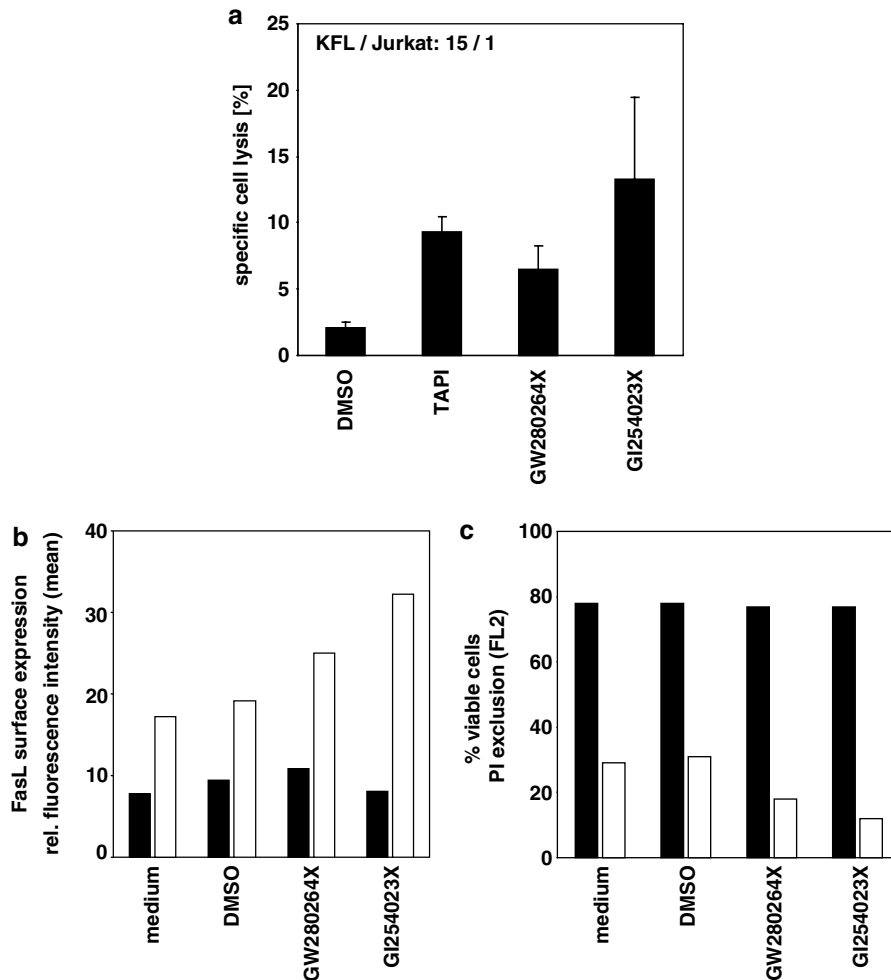 a
KFL / Jurkat: 15 / 1
specific cell lysis [%]
25
20
15
10
5
0
DMSO
TAPI
GW280264X
GI254023X
b
FasL surface expression
rel. fluorescence intensity (mean)
40
30
20
10
0
medium
DMSO
GW280264X
GI254023X
c
% viable cells
PI exclusion (FL2)
100
80
60
40
20
0
medium
DMSO
GW280264X
GI254023X